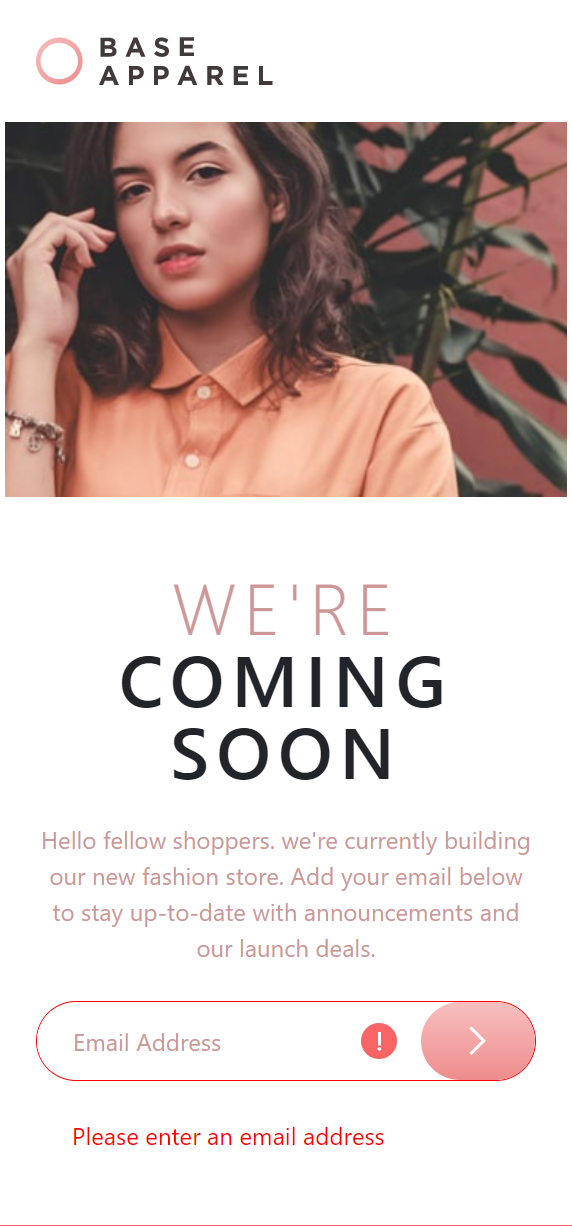 BASE
APPAREL
WE'RE
COMING
SOON
Hello fellow shoppers. we're currently building
our new fashion store. Add your email below
to stay up-to-date with announcements and
our launch deals.
Email Address
!
Please enter an email address